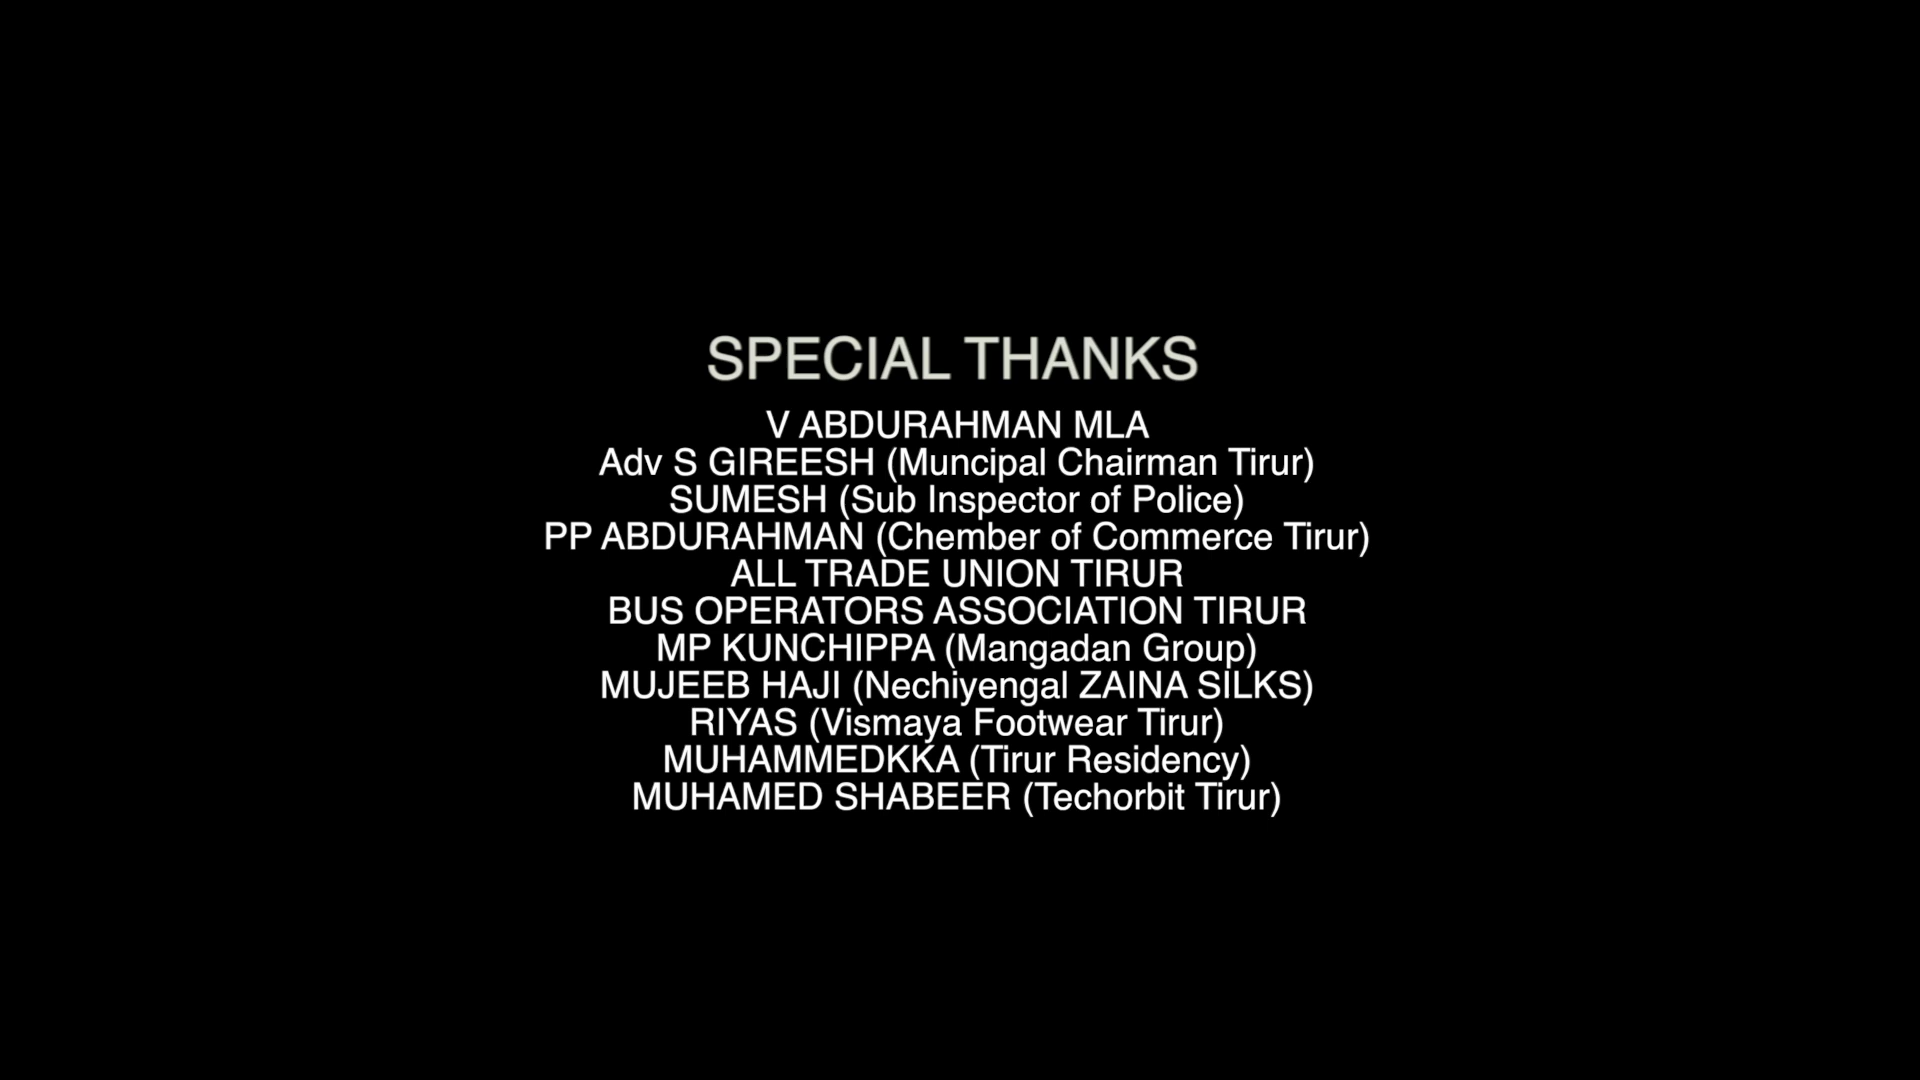 SPECIAL THANKS
V ABDURAHMAN MLA
Adv S GIREESH (Muncipal Chairman Tirur)
SUMESH (Sub Inspector of Police)
PP ABDURAHMAN (Chember of Commerce Tirur)
ALL TRADE UNION TIRUR
BUS OPERATORS ASSOCIATION TIRUR
MP KUNCHIPPA (Mangadan Group)
MUJEEB HAJI (Nechiyengal ZAINA SILKS)
RIYAS (Vismaya Footwear Tirur)
MUHAMMEDKKA (Tirur Residency)
MUHAMED SHABEER (Techorbit Tirur)